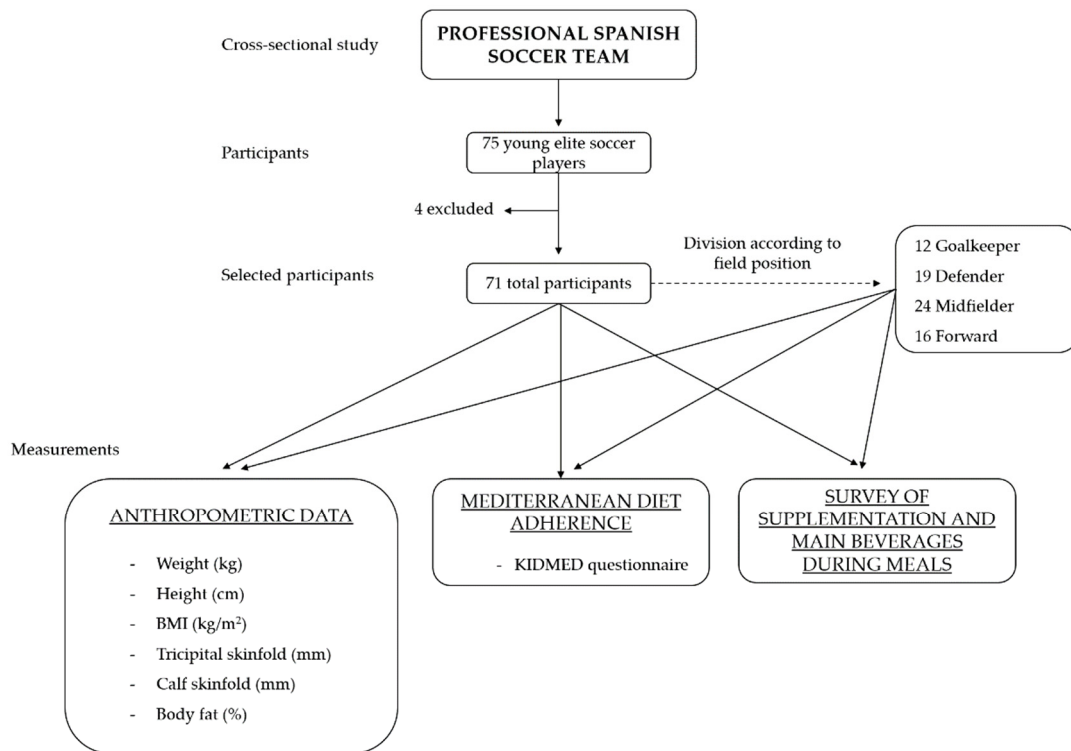 Cross-sectional study
PROFESSIONAL SPANISH
SOCCER TEAM
Participants
75 young elite soccer
players
4 excluded
Division according to
field position
Selected participants
71 total participants
12 Goalkeeper
19 Defender
24 Midfielder
16 Forward
Measurements
ANTHROPOMETRIC DATA
- Weight (kg)
- Height (cm)
- BMI (kg/m²)
- Tricipital skinfold (mm)
- Calf skinfold (mm)
- Body fat (%)
MEDITERRANEAN DIET
ADHERENCE
- KIDMED questionnaire
SURVEY OF
SUPPLEMENTATION AND
MAIN BEVERAGES
DURING MEALS